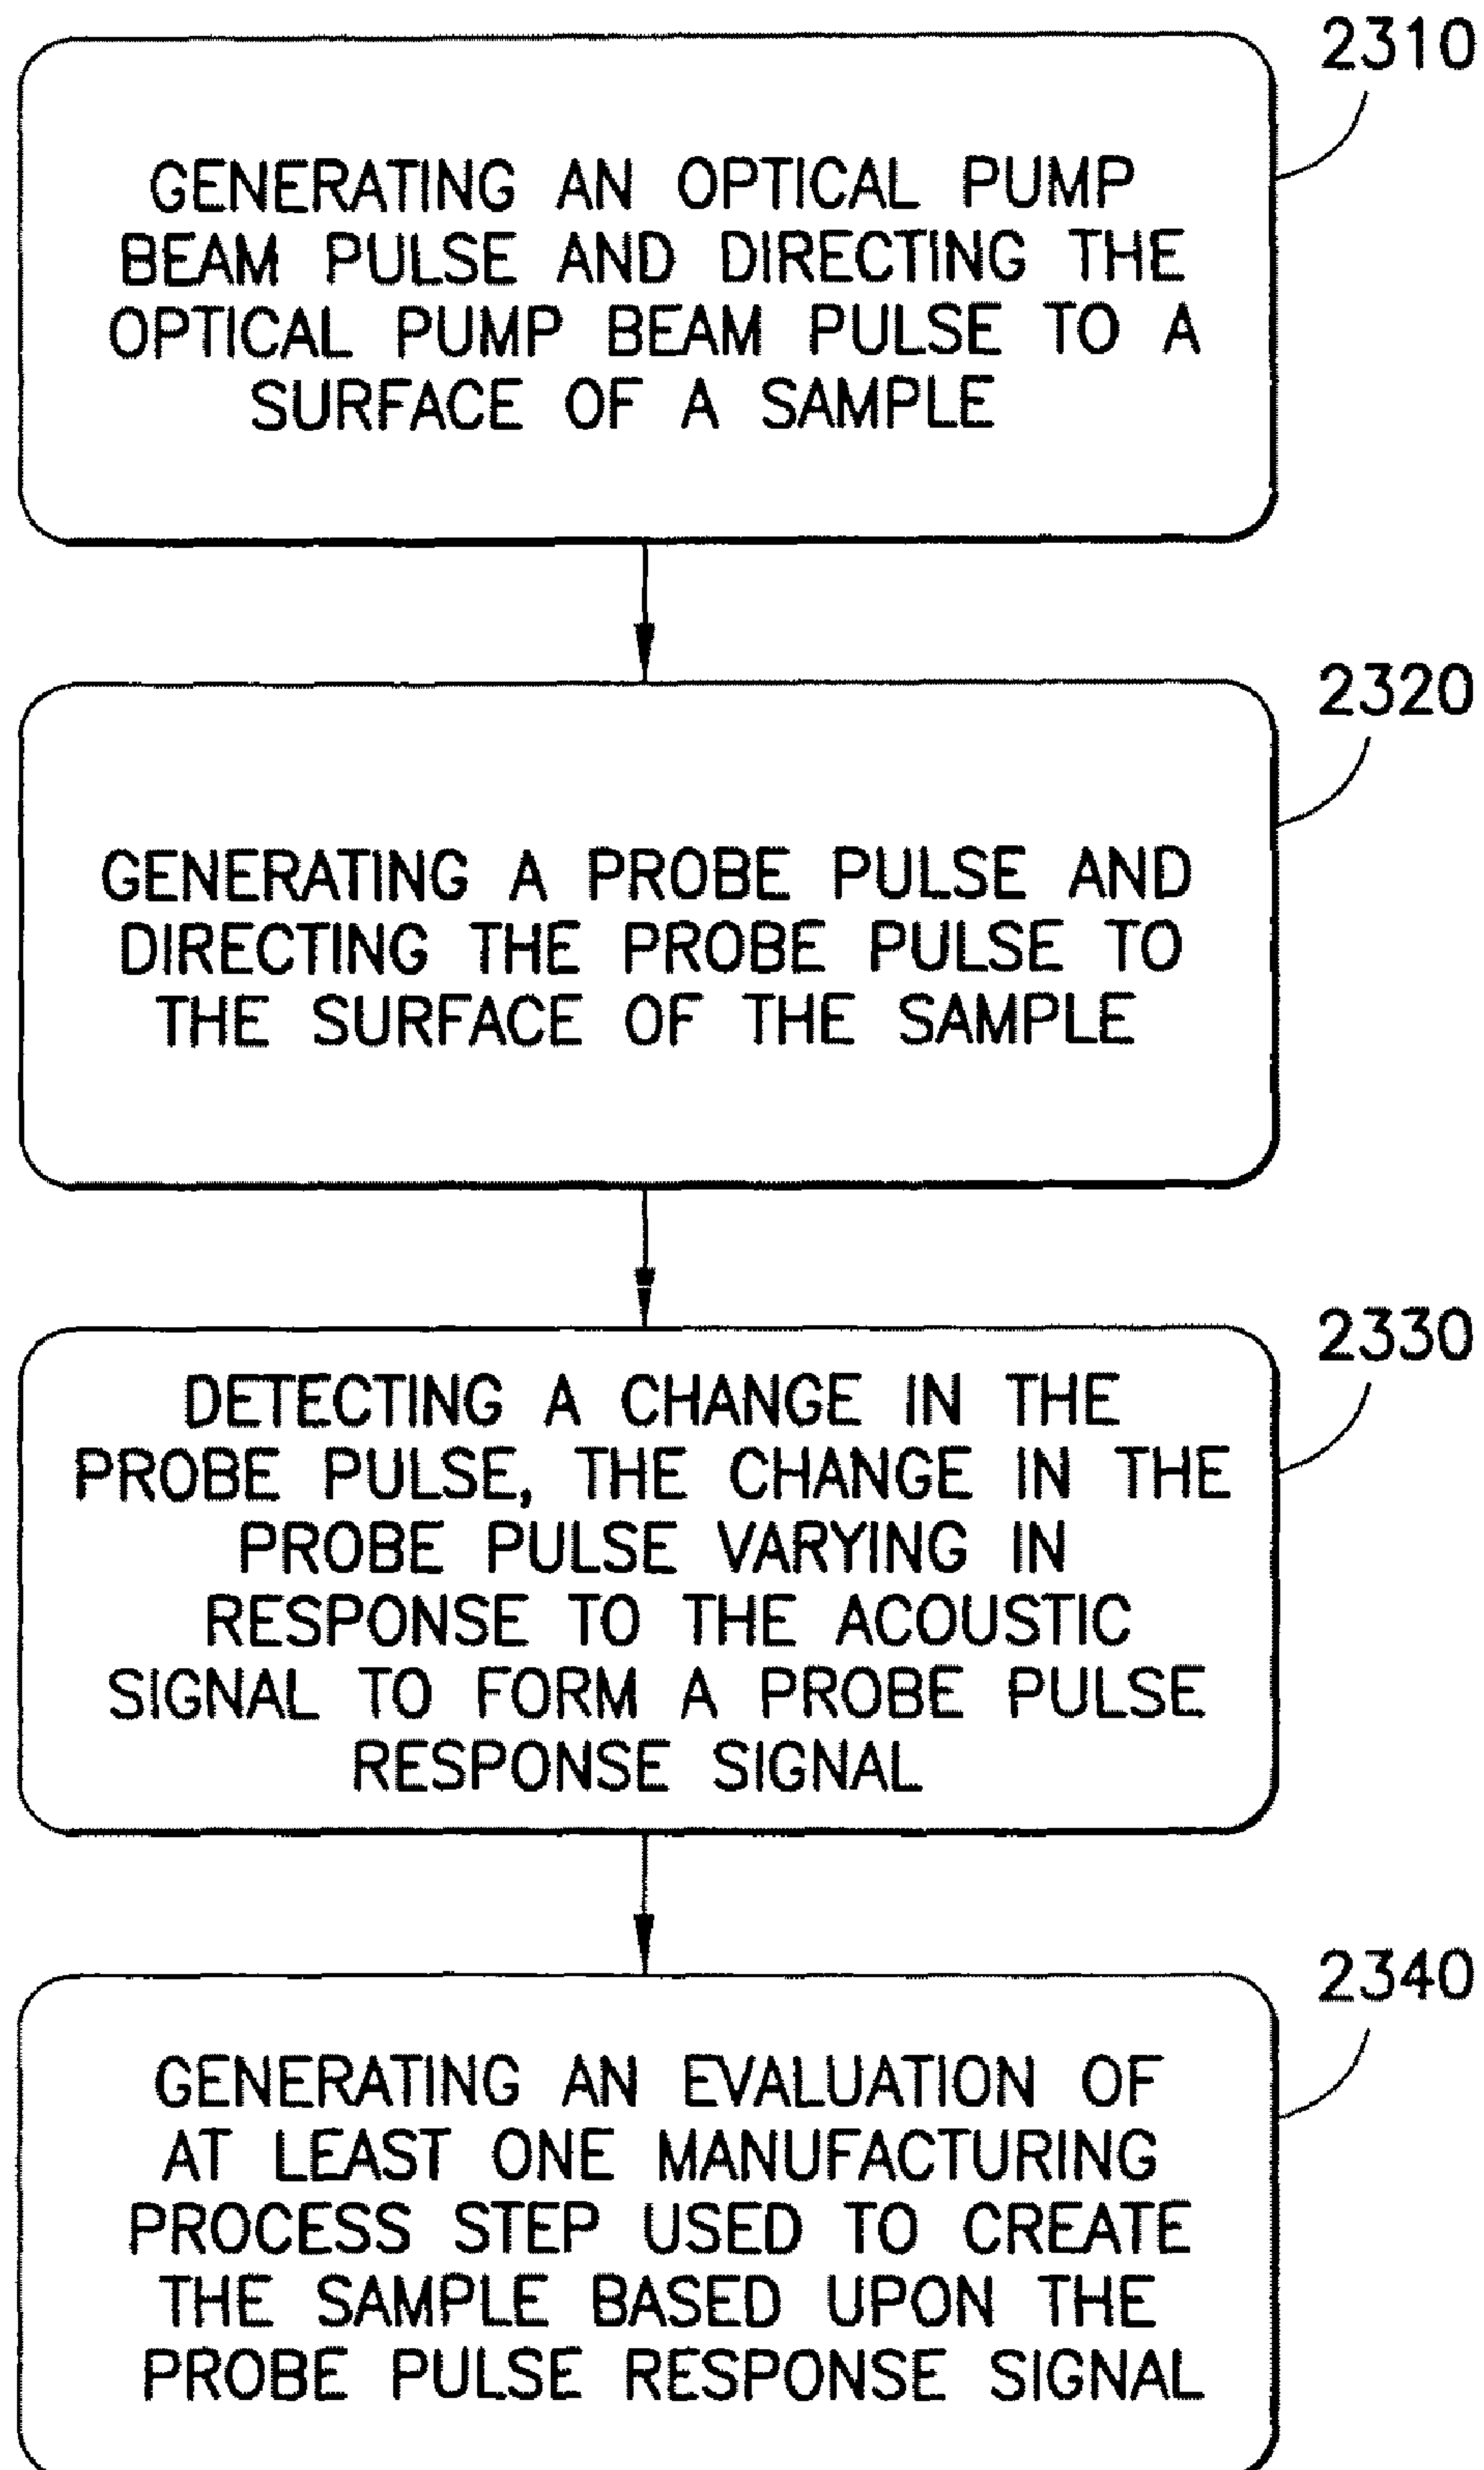 2310
GENERATING AN OPTICAL PUMP
BEAM PULSE AND DIRECTING THE
OPTICAL PUMP BEAM PULSE TO A
SURFACE OF A SAMPLE
2320
GENERATING A PROBE PULSE AND
DIRECTING THE PROBE PULSE TO
THE SURFACE OF THE SAMPLE
2330
DETECTING A CHANGE IN THE
PROBE PULSE, THE CHANGE IN THE
PROBE PULSE VARYING IN
RESPONSE TO THE ACOUSTIC
SIGNAL TO FORM A PROBE PULSE
RESPONSE SIGNAL
2340
GENERATING AN EVALUATION OF
AT LEAST ONE MANUFACTURING
PROCESS STEP USED TO CREATE
THE SAMPLE BASED UPON THE
PROBE PULSE RESPONSE SIGNAL